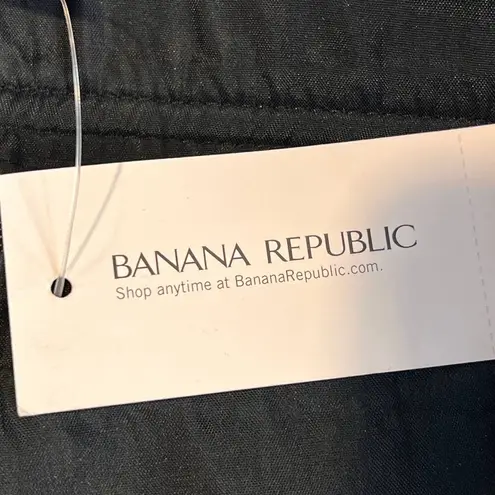 BANANA REPUBLIC
Shop anytime at BananaRepublic.com.